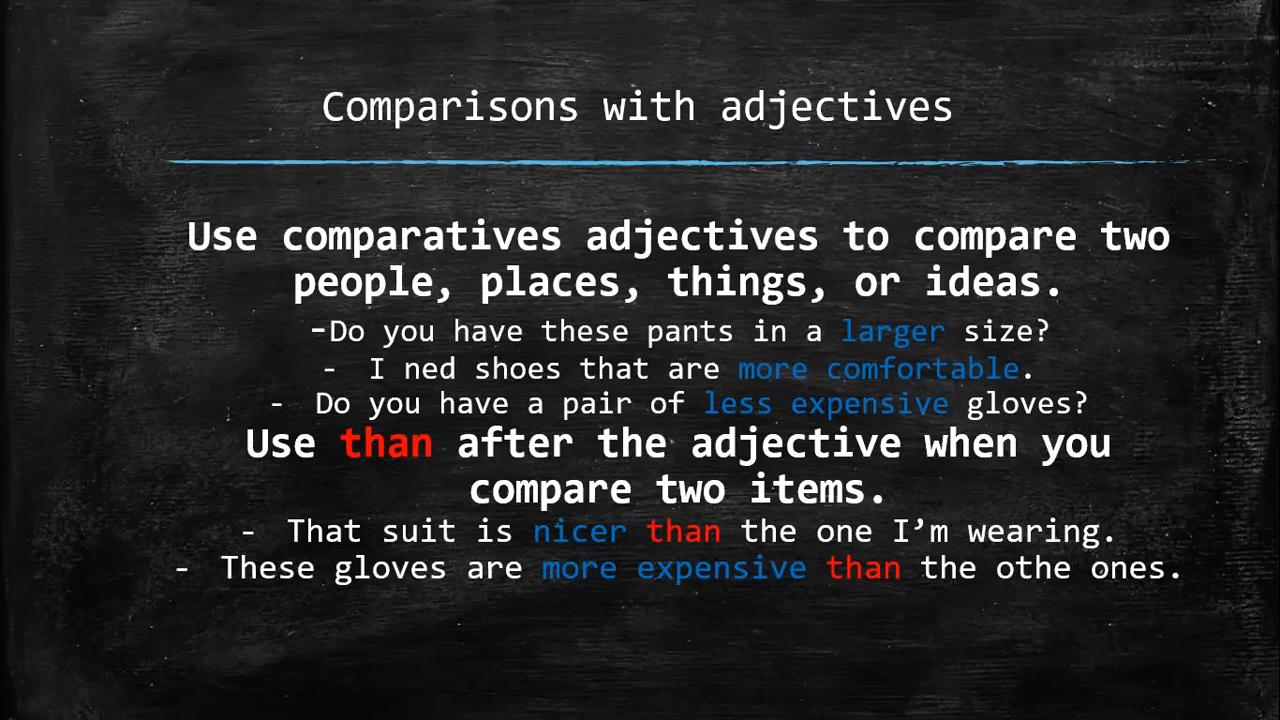 Comparisons with adjectives
Use comparatives adjectives to compare two
people, places, things, or ideas.
-Do you have these pants in a larger size?
- I ned shoes that are more comfortable.
- Do you have a pair of less expensive gloves?
Use than after the adjective when you
compare two items.
- That suit is nicer than the one I’m wearing.
- These gloves are more expensive than the othe ones.